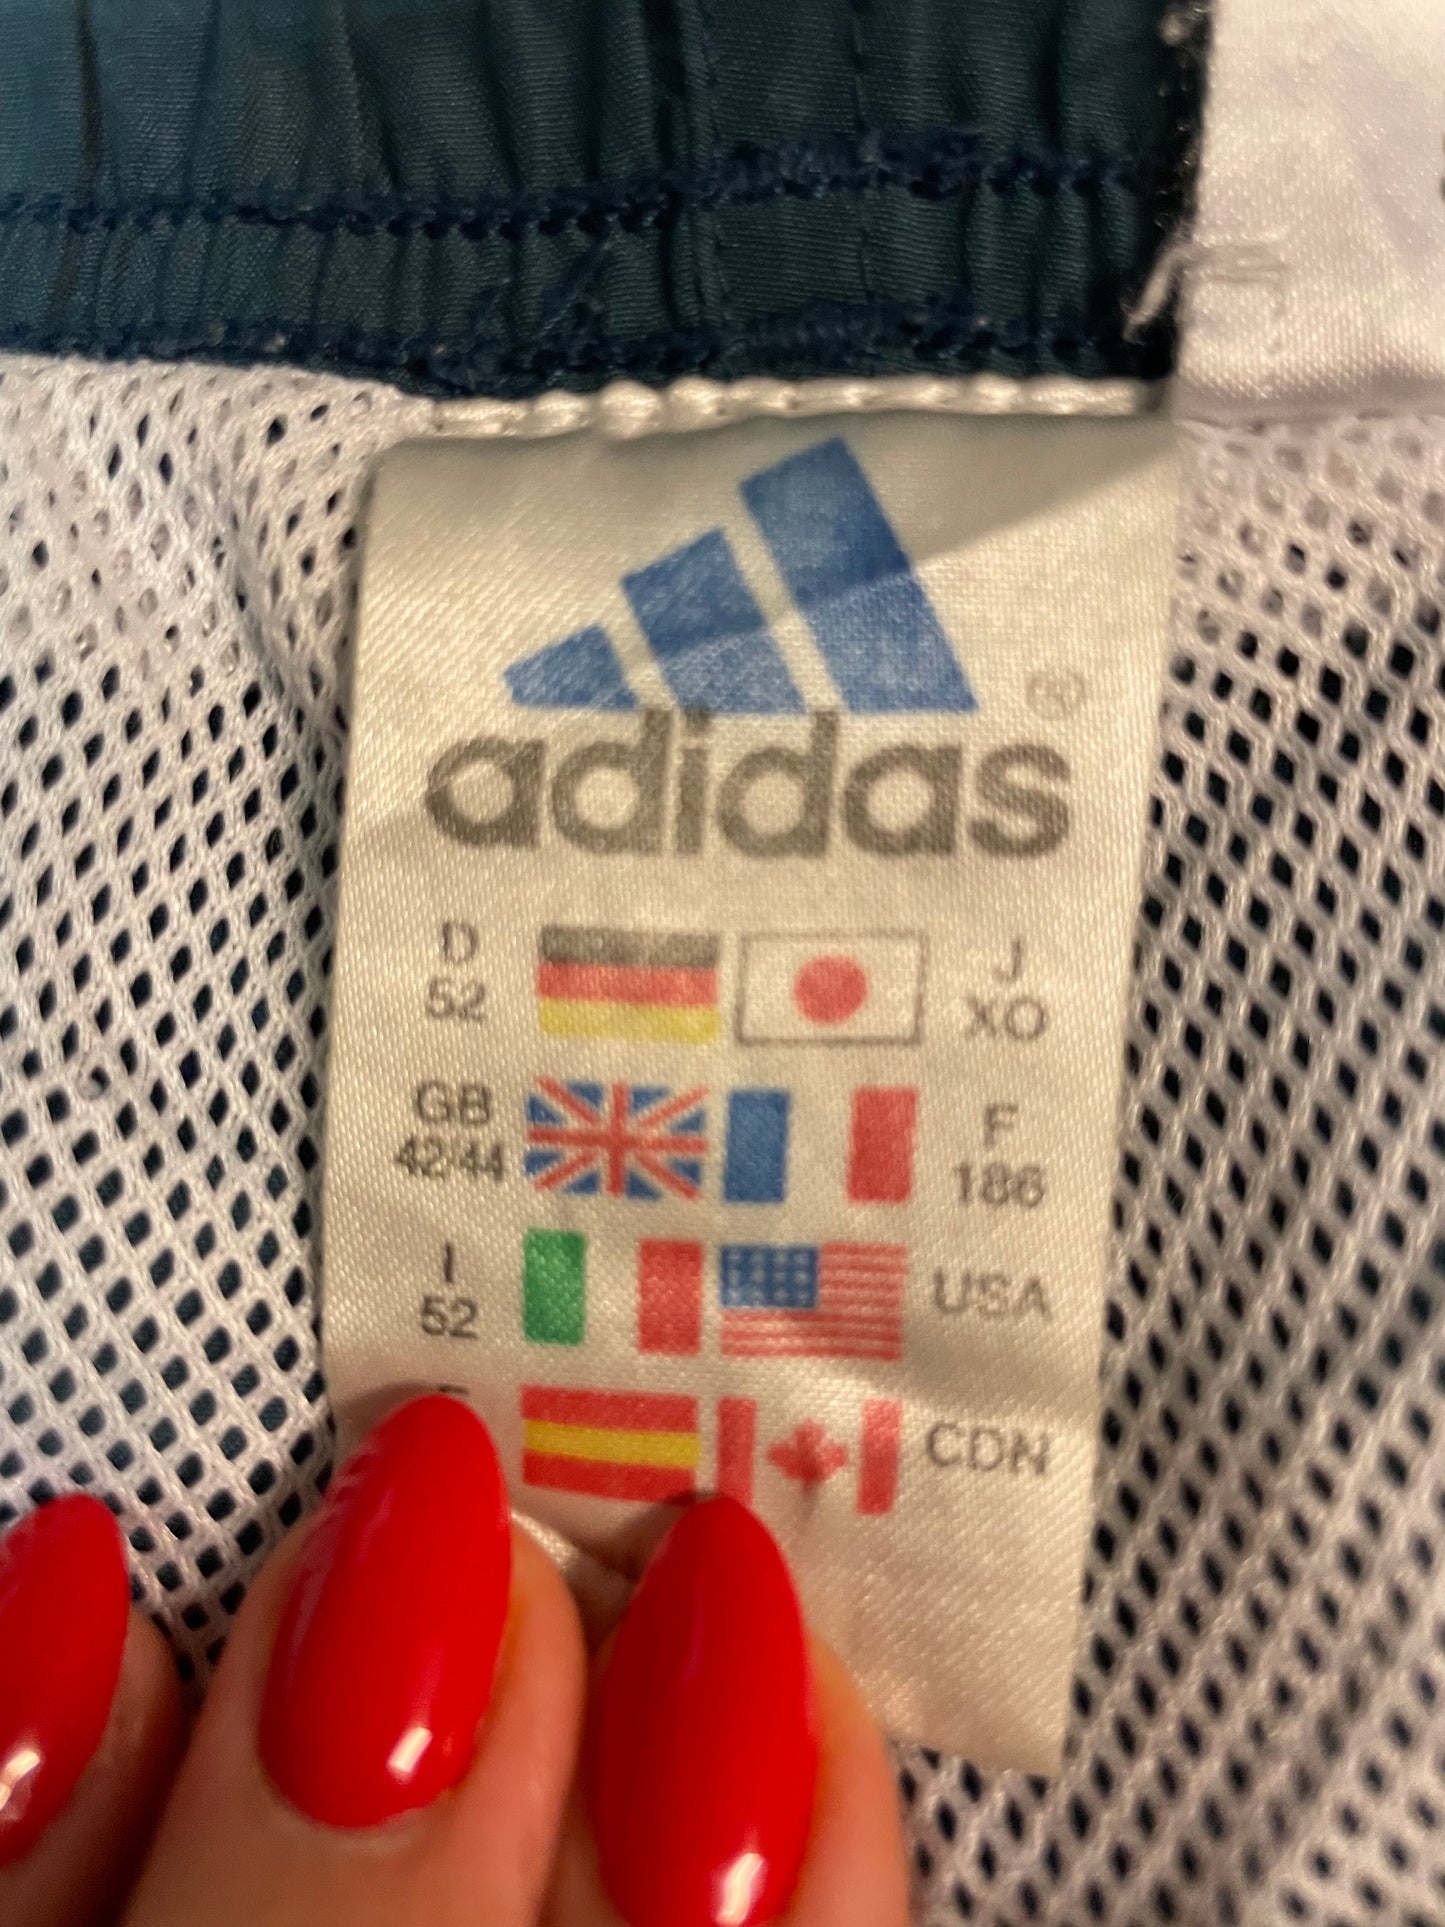 adidas ®
D J
52 XO
GB F
42/44 186
I USA
52
CDN